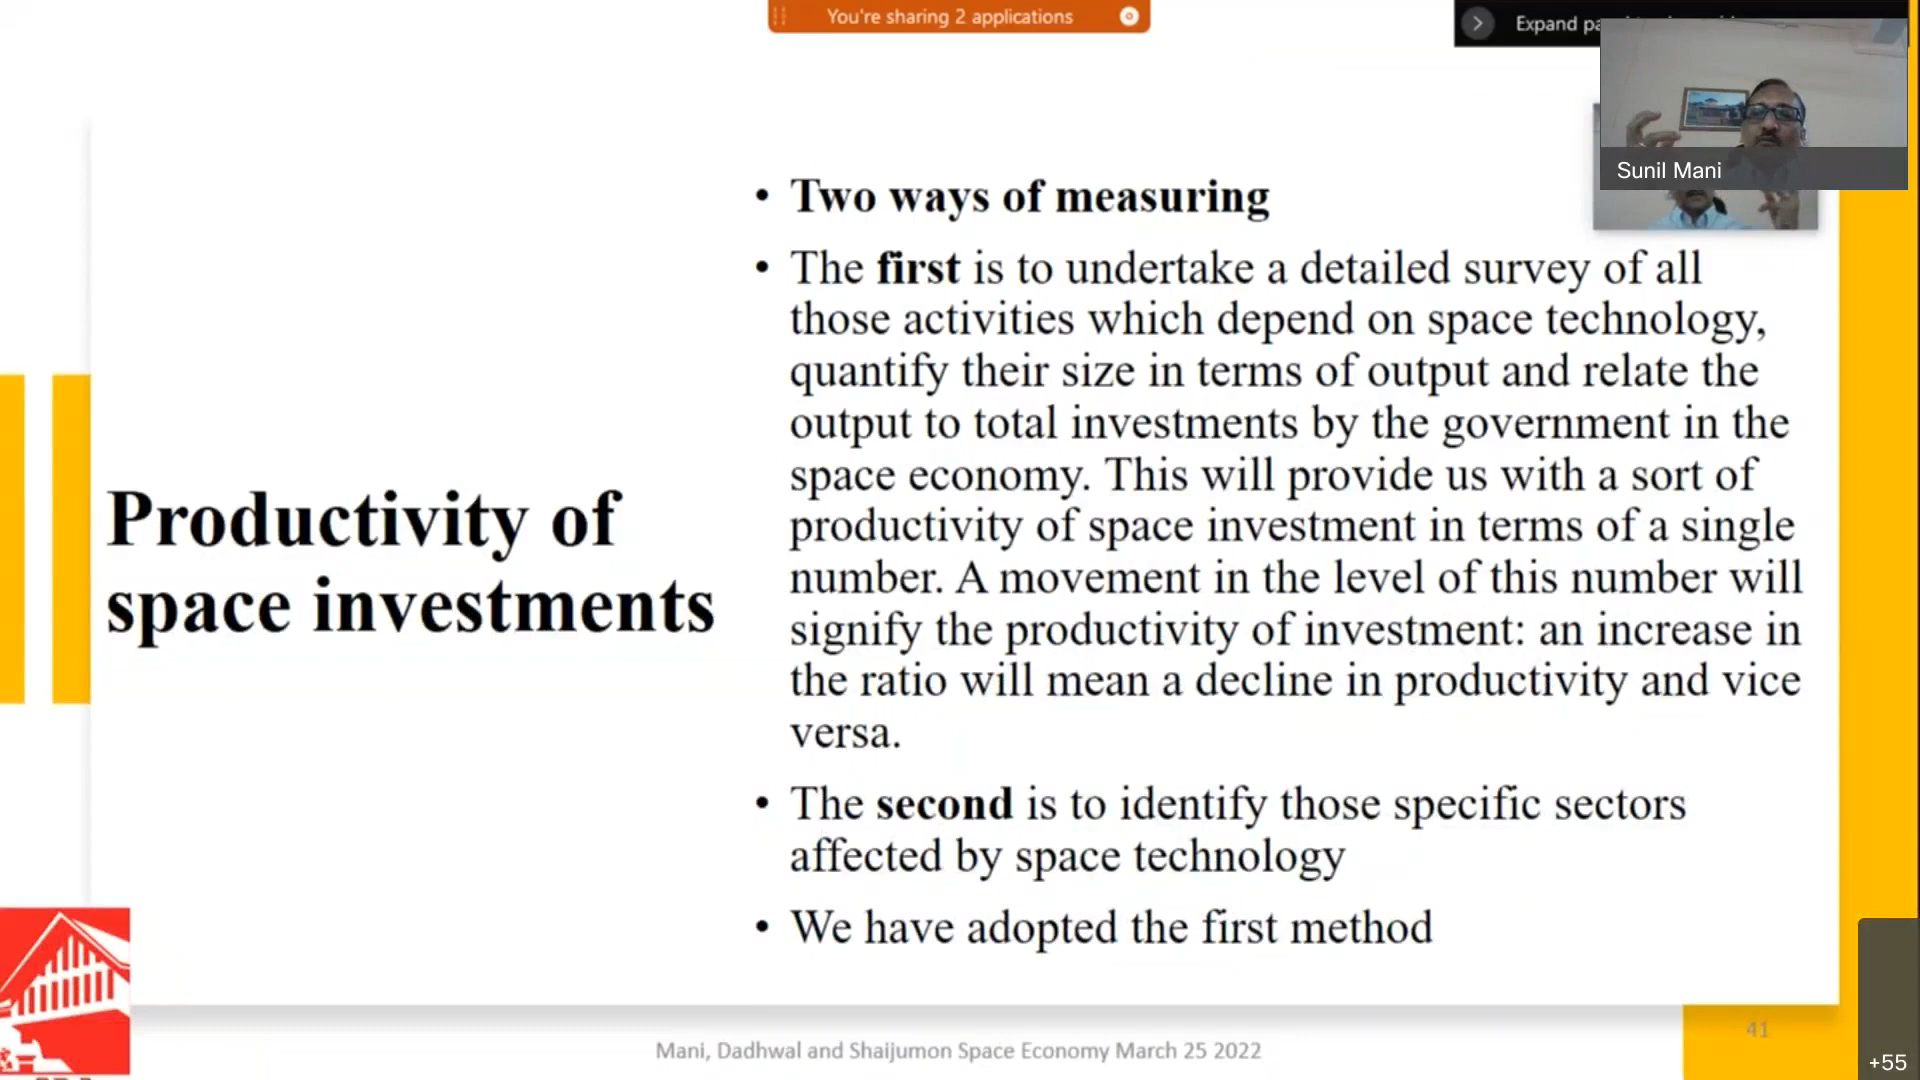 You're sharing 2 applications
Expand
Sunil Mani
• Two ways of measuring
• The first is to undertake a detailed survey of all
those activities which depend on space technology,
quantify their size in terms of output and relate the
output to total investments by the government in the
space economy. This will provide us with a sort of
productivity of space investment in terms of a single
number. A movement in the level of this number will
signify the productivity of investment: an increase in
the ratio will mean a decline in productivity and vice
versa.
• The second is to identify those specific sectors
affected by space technology
• We have adopted the first method
Productivity of
space investments
Mani, Dadhwal and Shaijumon Space Economy March 25 2022
41
+55